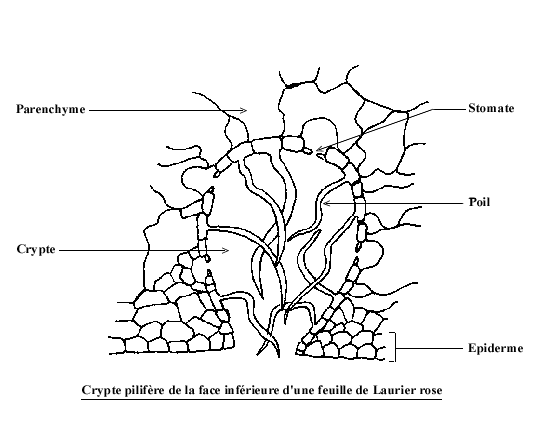 Parenchyme
Stomate
Poil
Crypte
Epiderme
Crypte pilifère de la face inférieure d'une feuille de Laurier rose